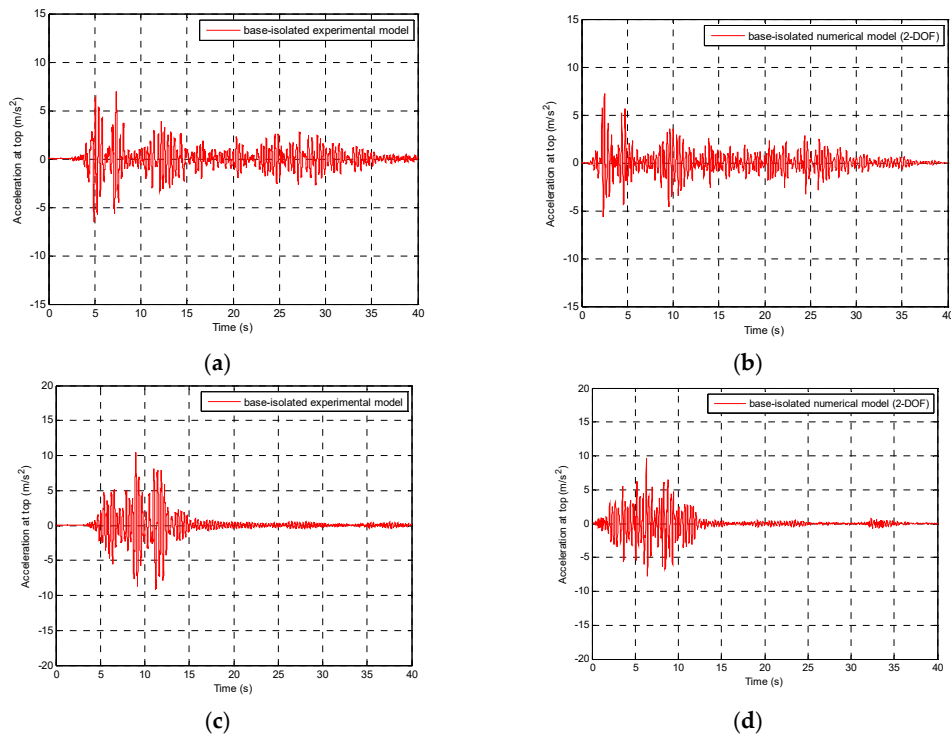 15
10
5
0
-5
-10
-15
0 5 10 15 20 25 30 35 40
Acceleration at top (m/s²)
Time (s)
base-isolated experimental model
(a)
15
10
5
0
-5
-10
-15
0 5 10 15 20 25 30 35 40
Acceleration at top (m/s²)
Time (s)
base-isolated numerical model (2-DOF)
(b)
20
15
10
5
0
-5
-10
-15
-20
0 5 10 15 20 25 30 35 40
Acceleration at top (m/s²)
Time (s)
base-isolated experimental model
(c)
20
15
10
5
0
-5
-10
-15
-20
0 5 10 15 20 25 30 35 40
Acceleration at top (m/s²)
Time (s)
base-isolated numerical model (2-DOF)
(d)